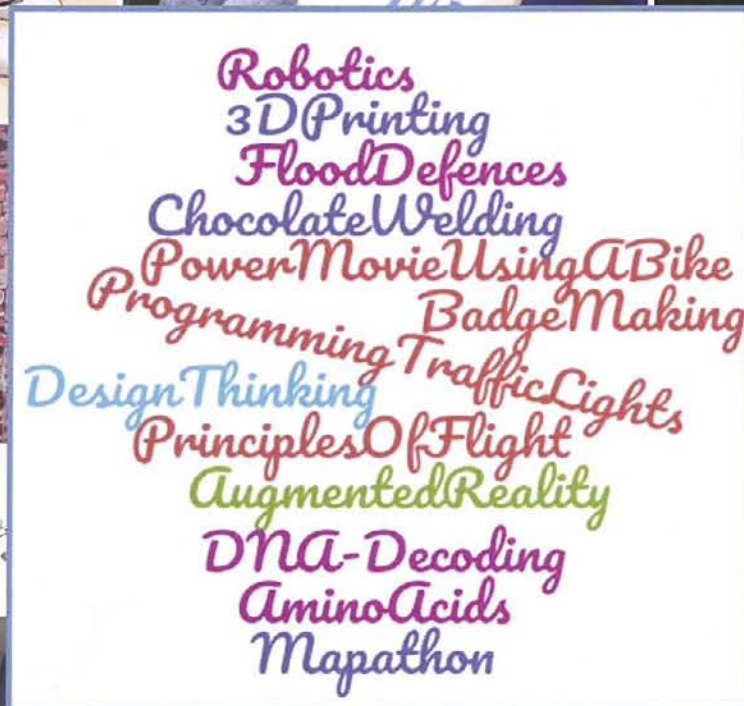 Robotics
3DPrinting
FloodDefences
ChocolateWelding
PowerMovieUsingABike
BadgeMaking
ProgrammingTrafficLights
DesignThinking
PrinciplesOfFlight
AugmentedReality
DNA-Decoding
AminoAcids
Mapathon